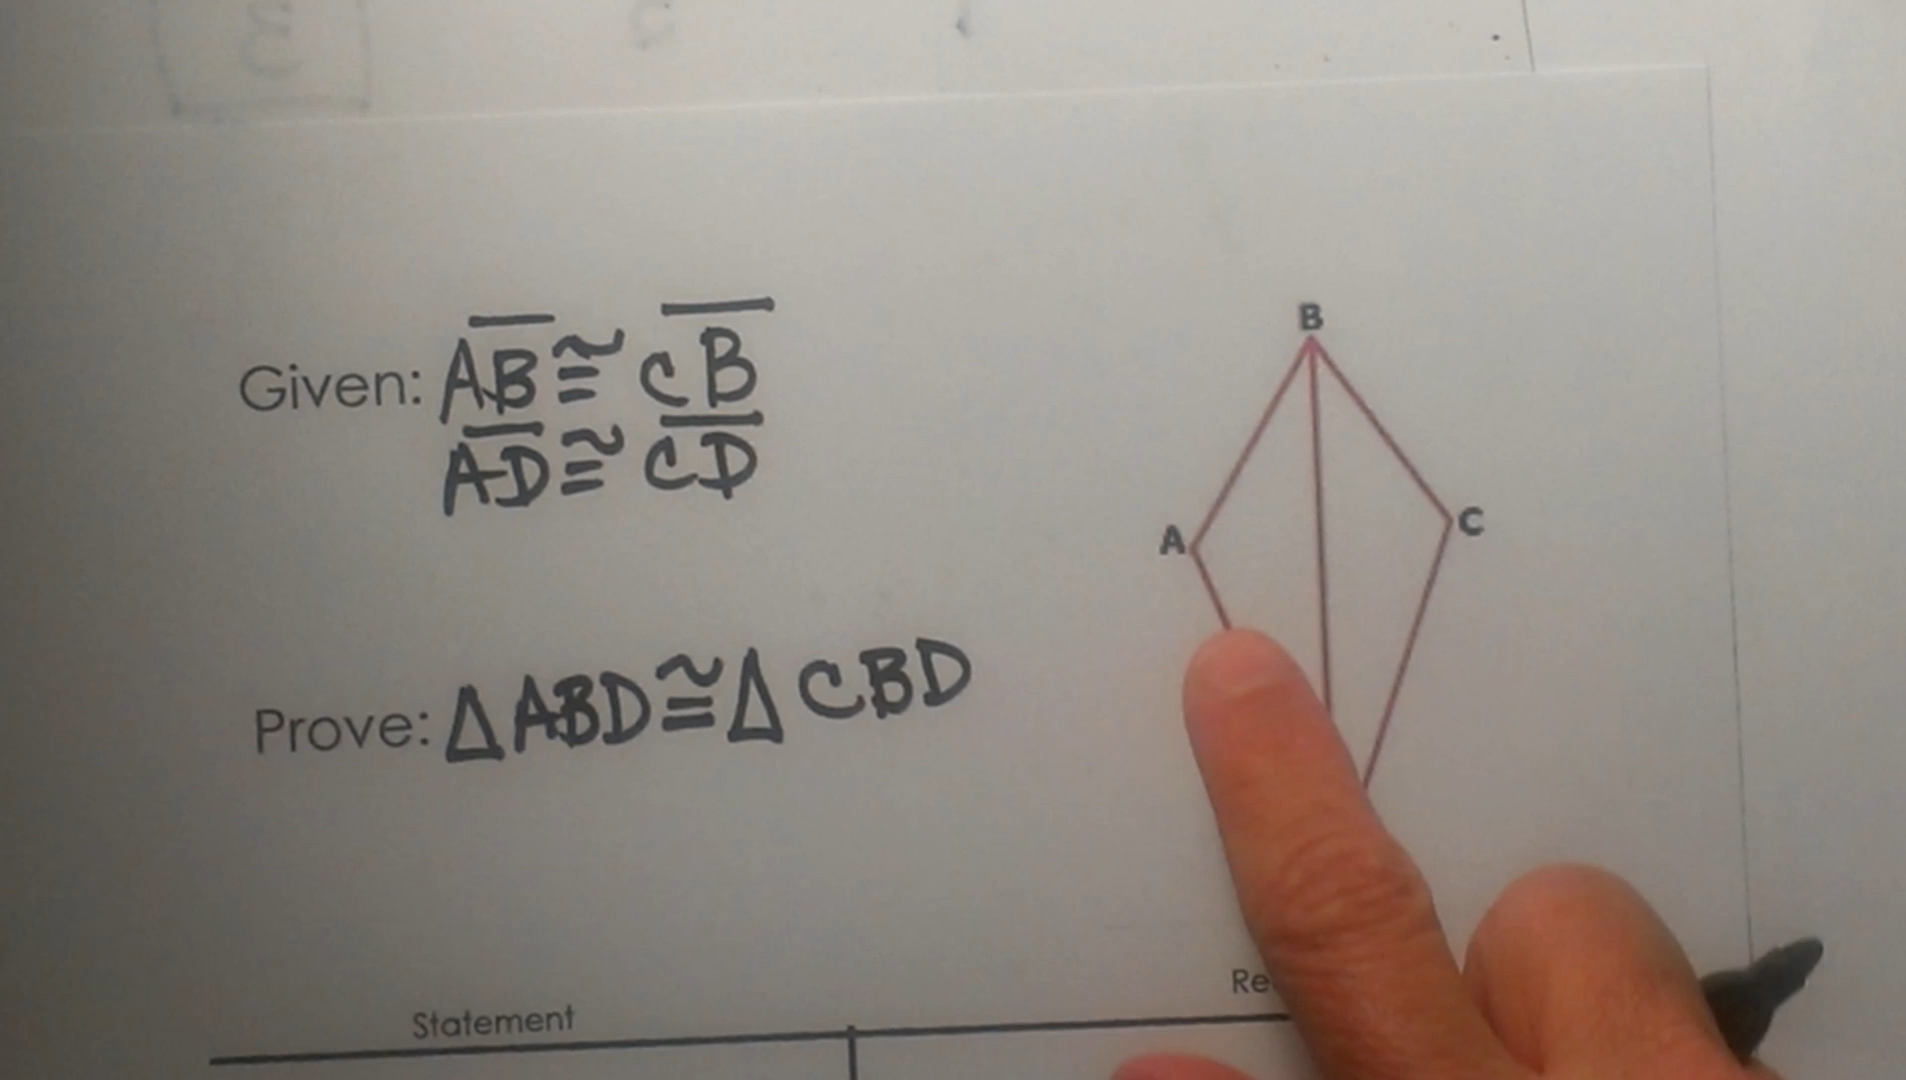 Given: AB ≅ CB
AD ≅ CD
Prove: △ABD ≅ △CBD
B
A
C
Statement